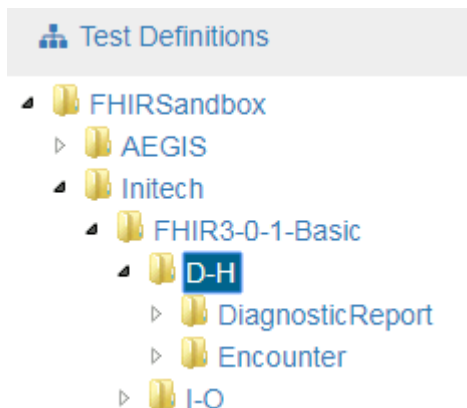 Test Definitions
FHIRSandbox
AEGIS
Initech
FHIR3-0-1-Basic
D-H
DiagnosticReport
Encounter
I-O